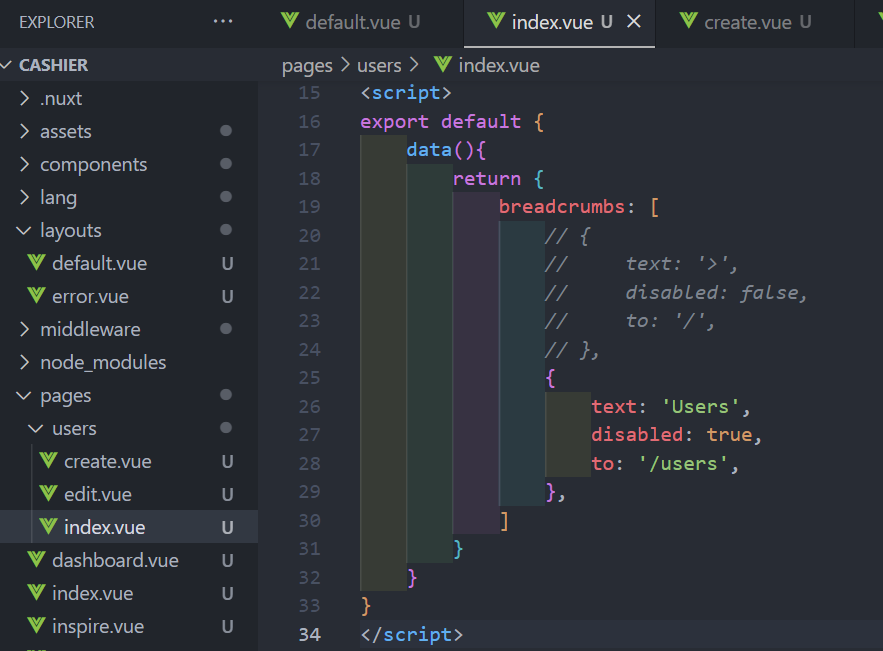 EXPLORER ...
CASHIER
.nuxt
assets
components
lang
layouts
default.vue U
error.vue U
middleware
node_modules
pages
users
create.vue U
edit.vue U
index.vue U
dashboard.vue U
index.vue U
inspire.vue U
default.vue U
index.vue U
create.vue U
pages > users > index.vue
15 <script>
16 export default {
17 data(){
18 return {
19 breadcrumbs: [
20 // {
21 //     text: '>',
22 //     disabled: false,
23 //     to: '/',
24 // },
25 {
26 text: 'Users',
27 disabled: true,
28 to: '/users',
29 },
30 ]
31 }
32 }
33 }
34 </script>